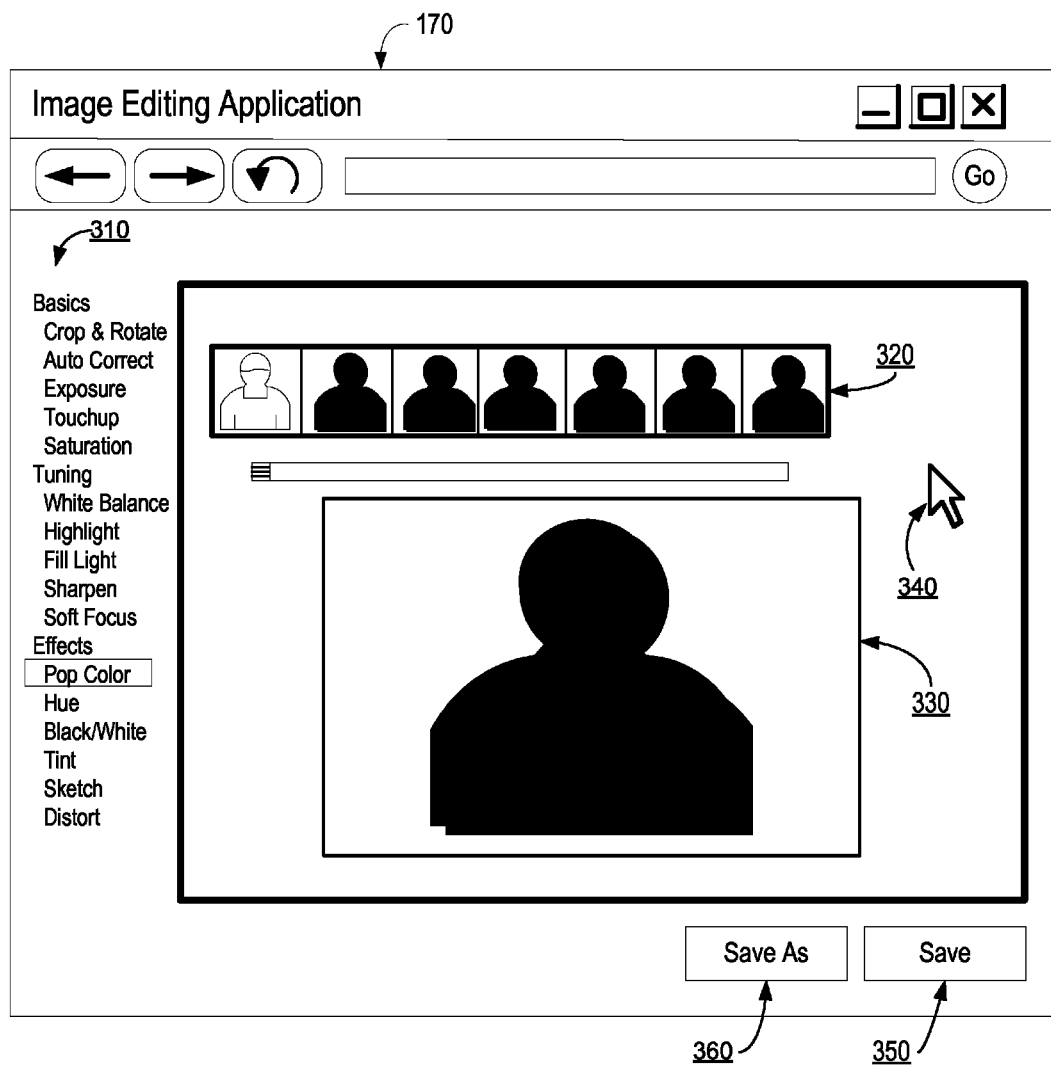 170
Image Editing Application
Go
310
Basics
Crop & Rotate
Auto Correct
Exposure
Touchup
Saturation
Tuning
White Balance
Highlight
Fill Light
Sharpen
Soft Focus
Effects
Pop Color
Hue
Black/White
Tint
Sketch
Distort
320
340
330
Save As
Save
360
350